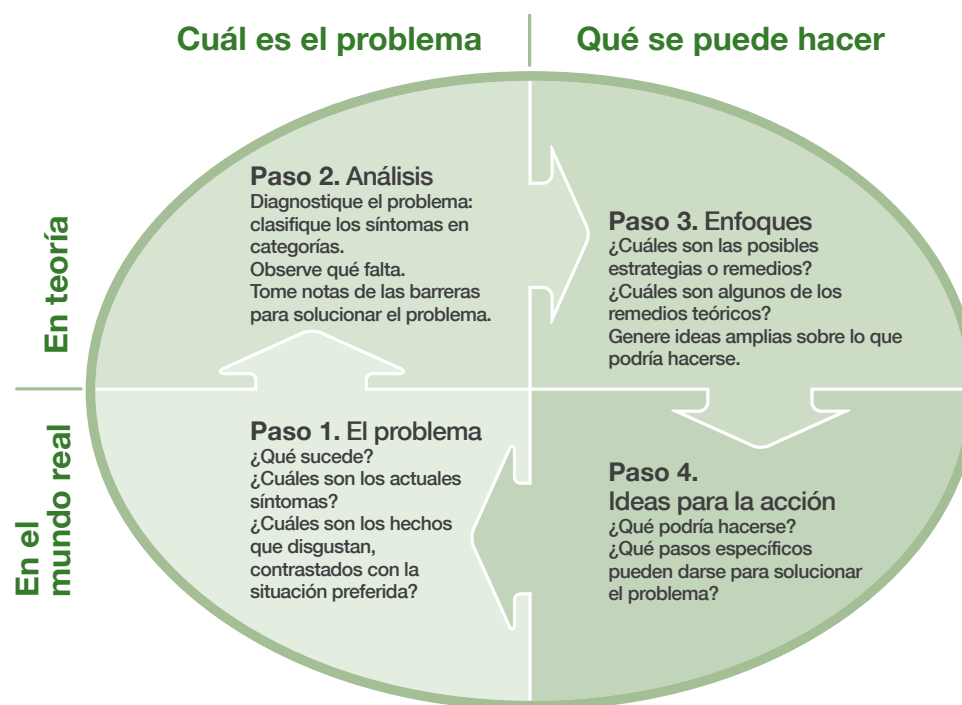 Cuál es el problema
Qué se puede hacer
En teoría
Paso 2. Análisis
Diagnostique el problema:
clasifique los síntomas en
categorías.
Observe qué falta.
Tome notas de las barreras
para solucionar el problema.
Paso 3. Enfoques
¿Cuáles son las posibles
estrategias o remedios?
¿Cuáles son algunos de los
remedios teóricos?
Genere ideas amplias sobre lo que
podría hacerse.
En el
mundo real
Paso 1. El problema
¿Qué sucede?
¿Cuáles son los actuales
síntomas?
¿Cuáles son los hechos
que disgustan,
contrastados con la
situación preferida?
Paso 4.
Ideas para la acción
¿Qué podría hacerse?
¿Qué pasos específicos
pueden darse para solucionar
el problema?